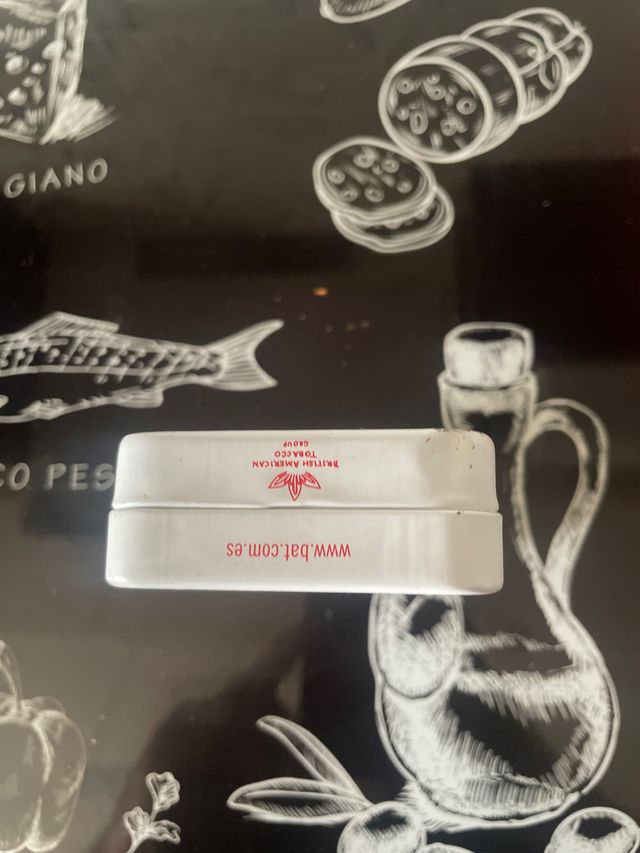 GIANO
CO PES
BRITISH AMERICAN
TOBACCO
GROUP
www.bat.com.es